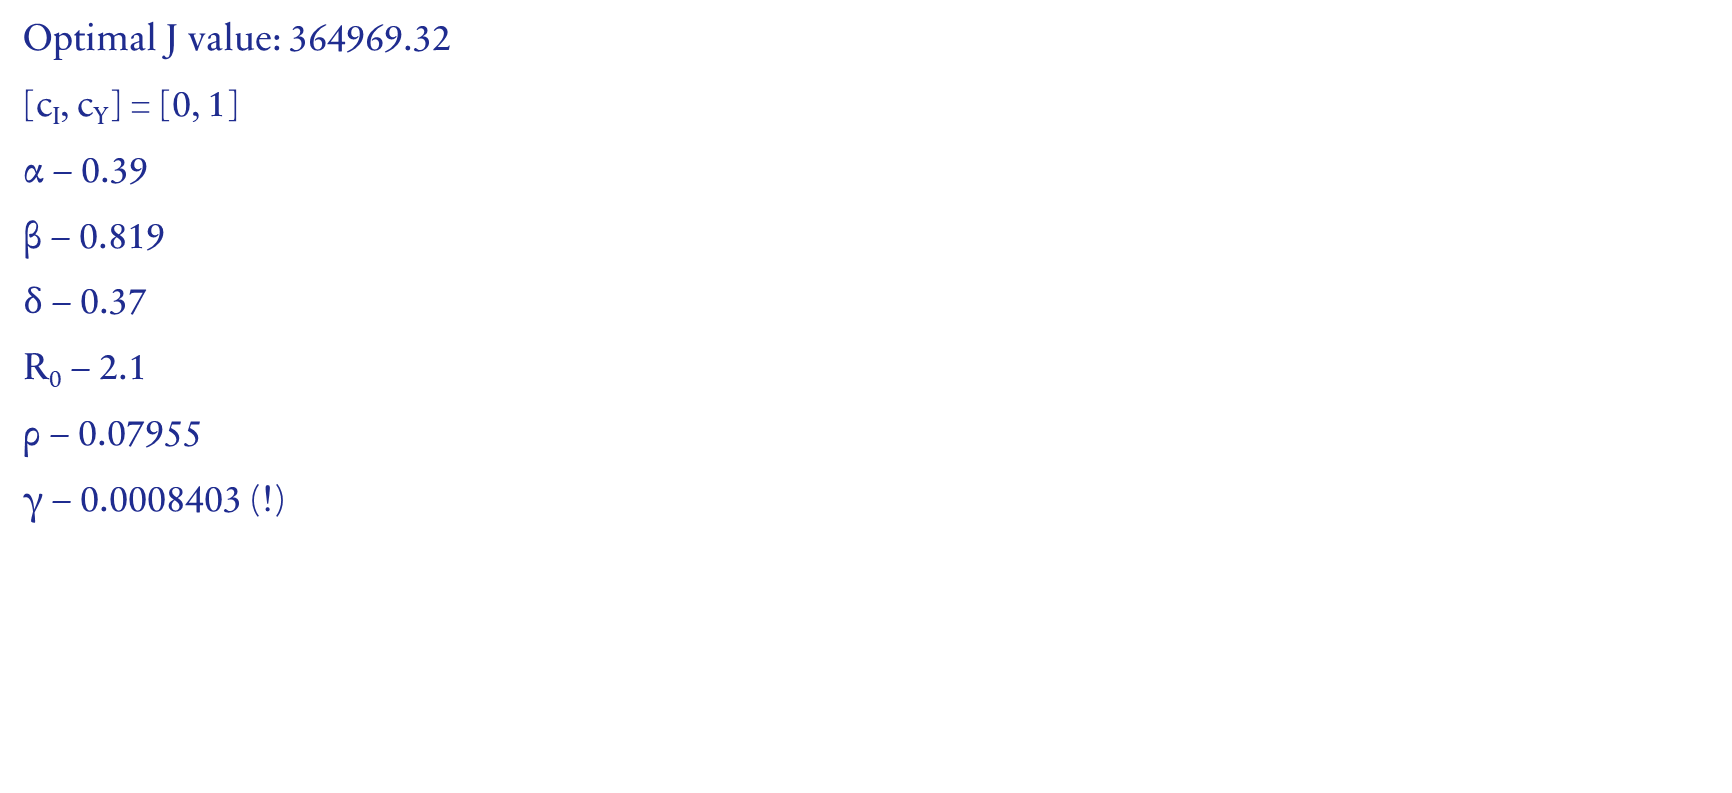 Optimal J value: 364969.32
[c_I, c_Y] = [0, 1]
α – 0.39
β – 0.819
δ – 0.37
R₀ – 2.1
ρ – 0.07955
γ – 0.0008403 (!)